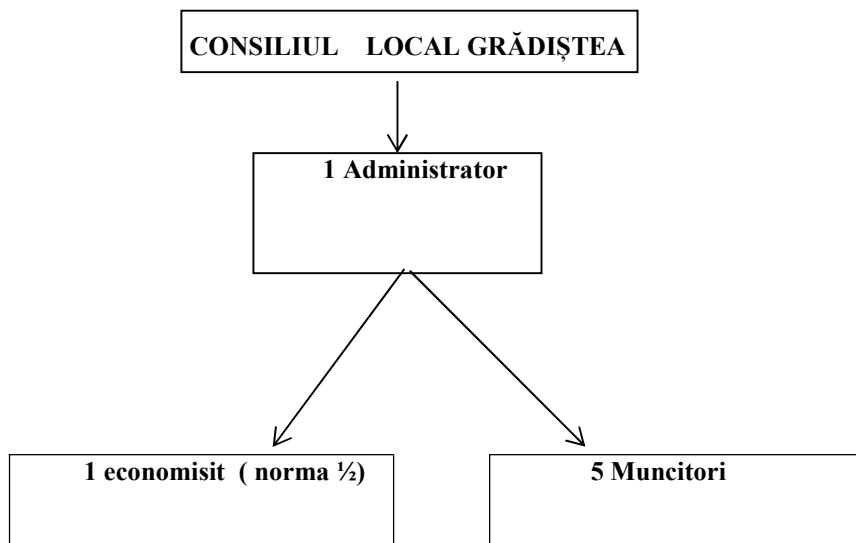 CONSILIUL LOCAL GRĂDIȘTEA
1 Administrator
1 economisit ( norma ½)
5 Muncitori